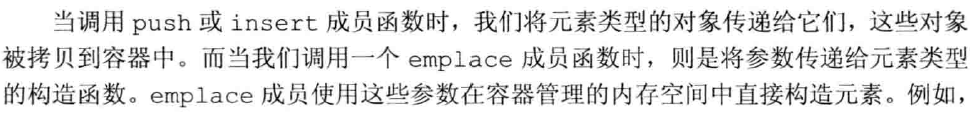 当调用 push 或 insert 成员函数时，我们将元素类型的对象传递给它们，这些对象
被拷贝到容器中。而当我们调用一个 emplace 成员函数时，则是将参数传递给元素类型
的构造函数。emplace 成员使用这些参数在容器管理的内存空间中直接构造元素。例如，